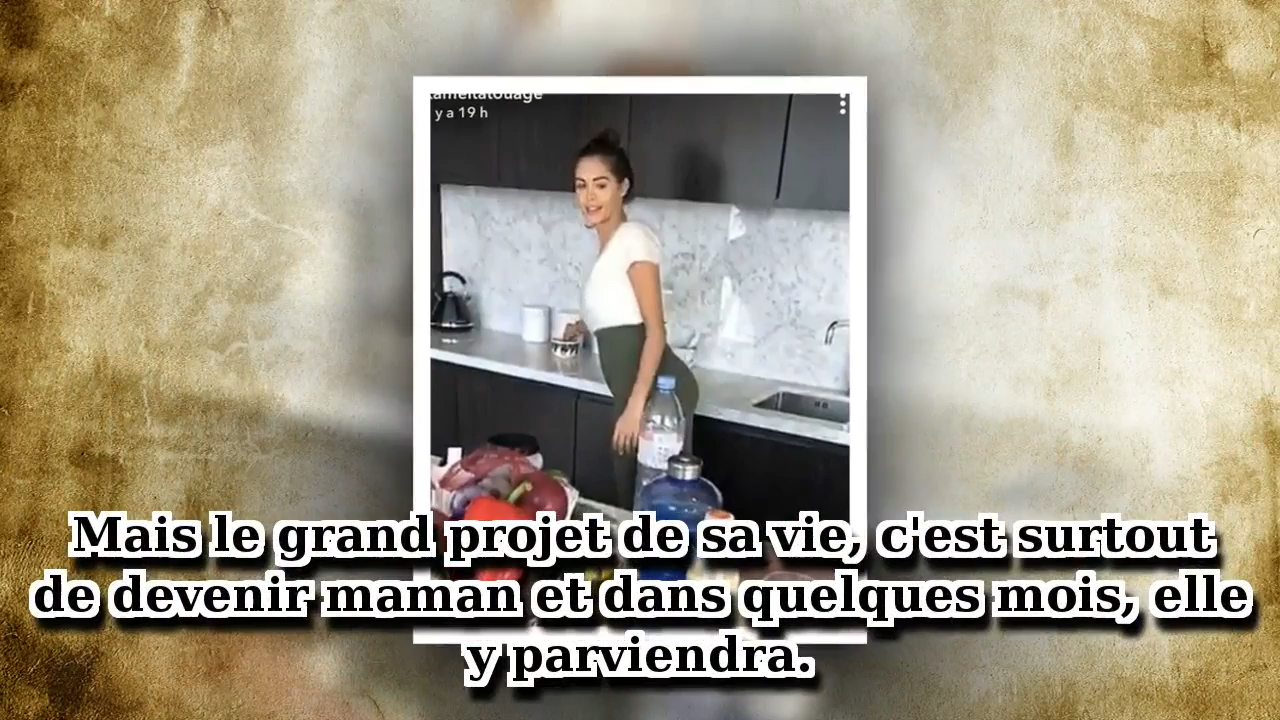 y a 19 h
Mais le grand projet de sa vie, c'est surtout
de devenir maman et dans quelques mois, elle
y parviendra.